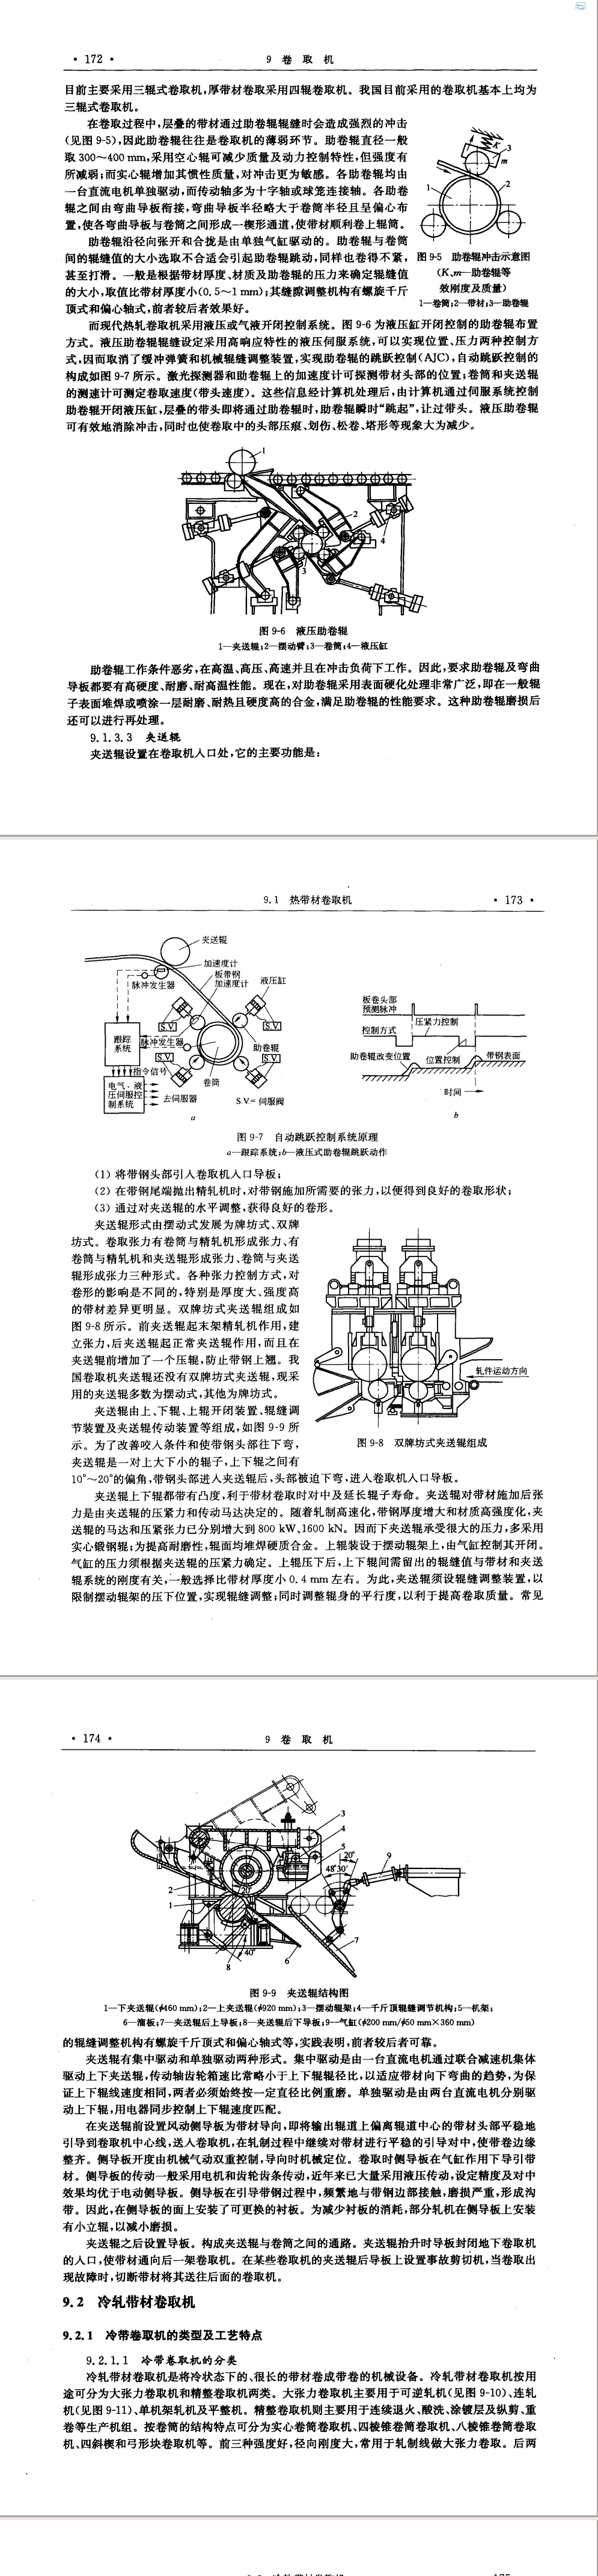 · 172 ·
9 卷 取 机
目前主要采用三辊式卷取机,厚带材卷取采用四辊卷取机。我国目前采用的卷取机基本上均为
三辊式卷取机。
在卷取过程中,层叠的带材通过助卷辊辊缝时会造成强烈的冲击
(见图 9-5),因此助卷辊往往是卷取机的薄弱环节。助卷辊直径一般
取 300~400 mm,采用空心辊可减少质量及动力控制特性,但强度有
所减弱;而实心辊增加其惯性质量,对冲击更为敏感。各助卷辊均由
一台直流电机单独驱动,而传动轴多为十字轴或球笼连接轴。各助卷
辊之间由弯曲导板衔接,弯曲导板半径略大于卷筒半径且呈偏心布
置,使各弯曲导板与卷筒之间形成一楔形通道,使带材顺利卷上辊筒。
助卷辊沿径向张开和合拢是由单独气缸驱动的。助卷辊与卷筒
间的辊缝值的大小选取不合适会引起助卷辊跳动,同样也卷得不紧,
甚至打滑。一般是根据带材厚度、材质及助卷辊的压力来确定辊缝值
的大小,取值比带材厚度小(0.5~1 mm);其缝隙调整机构有螺旋千斤
顶式和偏心轴式,前者较后者效果好。
K
m
1
2
3
图 9-5 助卷辊冲击示意图
(K、m—助卷辊等
效刚度及质量)
1—卷筒;2—带材;3—助卷辊
而现代热轧卷取机采用液压或气液开闭控制系统。图 9-6 为液压缸开闭控制的助卷辊布置
方式。液压助卷辊辊缝设定采用高响应特性的液压伺服系统,可以实现位置、压力两种控制方
式,因而取消了缓冲弹簧和机械辊缝调整装置,实现助卷辊的跳跃控制(AJC),自动跳跃控制的
构成如图 9-7 所示。激光探测器和助卷辊上的加速度计可探测带材头部的位置;卷筒和夹送辊
的测速计可测定卷取速度(带头速度)。这些信息经计算机处理后,由计算机通过伺服系统控制
助卷辊开闭液压缸,层叠的带头即将通过助卷辊时,助卷辊瞬时“跳起”,让过带头。液压助卷辊
可有效地消除冲击,同时也使卷取中的头部压痕、划伤、松卷、塔形等现象大为减少。
1
2
3
4
图 9-6 液压助卷辊
1—夹送辊;2—摆动臂;3—卷筒;4—液压缸
助卷辊工作条件恶劣,在高温、高压、高速并且在冲击负荷下工作。因此,要求助卷辊及弯曲
导板都要有高硬度、耐磨、耐高温性能。现在,对助卷辊采用表面硬化处理非常广泛,即在一般辊
子表面堆焊或喷涂一层耐磨、耐热且硬度高的合金,满足助卷辊的性能要求。这种助卷辊磨损后
还可以进行再处理。
9.1.3.3 夹送辊
夹送辊设置在卷取机入口处,它的主要功能是:
9.1 热带材卷取机
· 173 ·
夹送辊
加速度计
板带钢
加速度计
脉冲发生器
液压缸
S.V.
S.V.
跟踪
系统
脉冲发生器
助卷辊
S.V.
S.V.
指令信号
卷筒
电气、液
压伺服控
制系统
去伺服器
S.V.= 伺服阀
a
板卷头部
预测脉冲
压紧力控制
控制方式
助卷辊改变位置
位置控制
带钢表面
时间
b
图 9-7 自动跳跃控制系统原理
a—跟踪系统;b—液压式助卷辊跳跃动作
(1) 将带钢头部引入卷取机入口导板;
(2) 在带钢尾端抛出精轧机时,对带钢施加所需要的张力,以便得到良好的卷取形状;
(3) 通过对夹送辊的水平调整,获得良好的卷形。
夹送辊形式由摆动式发展为牌坊式、双牌
坊式。卷取张力有卷筒与精轧机形成张力、有
卷筒与精轧机和夹送辊形成张力、卷筒与夹送
辊形成张力三种形式。各种张力控制方式,对
卷形的影响是不同的,特别是厚度大、强度高
的带材差异更明显。双牌坊式夹送辊组成如
图 9-8 所示。前夹送辊起末架精轧机作用,建
立张力,后夹送辊起正常夹送辊作用,而且在
夹送辊前增加了一个压辊,防止带钢上翘。我
国卷取机夹送辊还没有双牌坊式夹送辊,现采
用的夹送辊多数为摆动式,其他为牌坊式。
夹送辊由上、下辊、上辊开闭装置、辊缝调
节装置及夹送辊传动装置等组成,如图 9-9 所
示。为了改善咬入条件和使带钢头部往下弯,
夹送辊是一对上大下小的辊子,上下辊之间有
轧件运动方向
图 9-8 双牌坊式夹送辊组成
10°~20°的偏角,带钢头部进入夹送辊后,头部被迫下弯,进入卷取机入口导板。
夹送辊上下辊都带有凸度,利于带材卷取时对中及延长辊子寿命。夹送辊对带材施加后张
力是由夹送辊的压紧力和传动马达决定的。随着轧制高速化,带钢厚度增大和材质高强度化,夹
送辊的马达和压紧张力已分别增大到 800 kW、1600 kN。因而下夹送辊承受很大的压力,多采用
实心锻钢辊;为提高耐磨性,辊面均堆焊硬质合金。上辊装设于摆动辊架上,由气缸控制其开闭。
气缸的压力须根据夹送辊的压紧力确定。上辊压下后,上下辊间需留出的辊缝值与带材和夹送
辊系统的刚度有关,一般选择比带材厚度小 0.4 mm 左右。为此,夹送辊须设辊缝调整装置,以
限制摆动辊架的压下位置,实现辊缝调整;同时调整辊身的平行度,以利于提高卷取质量。常见
· 174 ·
9 卷 取 机
3
4
5
20°
48°30′
9
2
1
40°
8
6
7
图 9-9 夹送辊结构图
1—下夹送辊(ϕ460 mm);2—上夹送辊(ϕ920 mm);3—摆动辊架;4—千斤顶辊缝调节机构;5—机架;
6—溜板;7—夹送辊后上导板;8—夹送辊后下导板;9—气缸(ϕ200 mm/ϕ50 mm×360 mm)
的辊缝调整机构有螺旋千斤顶式和偏心轴式等,实践表明,前者较后者可靠。
夹送辊有集中驱动和单独驱动两种形式。集中驱动是由一台直流电机通过联合减速机集体
驱动上下夹送辊,传动轴齿轮箱速比常略小于上下辊辊径比,以适应带材向下弯曲的趋势,为保
证上下辊线速度相同,两者必须始终按一定直径比例重磨。单独驱动是由两台直流电机分别驱
动上下辊,用电器同步控制上下辊速度匹配。
在夹送辊前设置风动侧导板为带材导向,即将输出辊道上偏离辊道中心的带材头部平稳地
引导到卷取机中心线,送入卷取机,在轧制过程中继续对带材进行平稳的引导对中,使带卷边缘
整齐。侧导板开度由机械气动双重控制,导向时机械定位。卷取时侧导板在气缸作用下导引带
材。侧导板的传动一般采用电机和齿轮齿条传动,近年来已大量采用液压传动,设定精度及对中
效果均优于电动侧导板。侧导板在引导带钢过程中,频繁地与带钢边部接触,磨损严重,形成沟
带。因此,在侧导板的面上安装了可更换的衬板。为减少衬板的消耗,部分轧机在侧导板上安装
有小立辊,以减小磨损。
夹送辊之后设置导板。构成夹送辊与卷筒之间的通路。夹送辊抬升时导板封闭地下卷取机
的入口,使带材通向后一架卷取机。在某些卷取机的夹送辊后导板上设置事故剪切机,当卷取出
现故障时,切断带材将其送往后面的卷取机。
9.2 冷轧带材卷取机
9.2.1 冷带卷取机的类型及工艺特点
9.2.1.1 冷带卷取机的分类
冷轧带材卷取机是将冷状态下的、很长的带材卷成带卷的机械设备。冷轧带材卷取机按用
途可分为大张力卷取机和精整卷取机两类。大张力卷取机主要用于可逆轧机(见图 9-10)、连轧
机(见图 9-11)、单机架轧机及平整机。精整卷取机则主要用于连续退火、酸洗、涂镀层及纵剪、重
卷等生产机组。按卷筒的结构特点可分为实心卷筒卷取机、四棱锥卷筒卷取机、八棱锥卷筒卷取
机、四斜楔和弓形块卷取机等。前三种强度好,径向刚度大,常用于轧制线做大张力卷取。后两